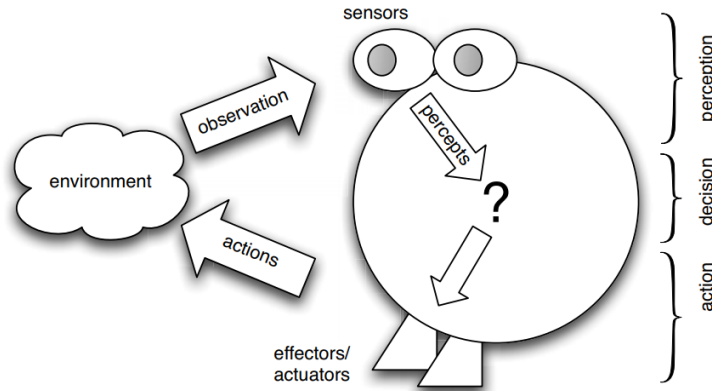 sensors
observation
percepts
environment
?
actions
effectors/
actuators
perception
decision
action